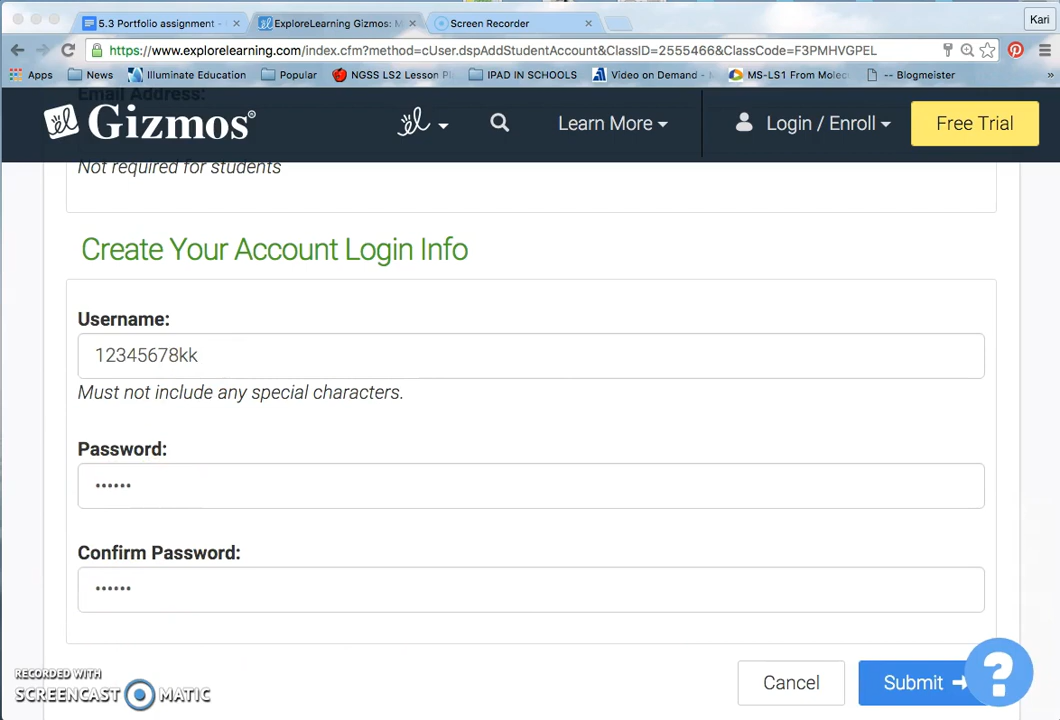 5.3 Portfolio assignment - ExploreLearning Gizmos: M Screen Recorder Kari
https://www.explorelearning.com/index.cfm?method=cUser.dspAddStudentAccount&ClassID=2555466&ClassCode=F3PMHVGPEL
Apps News Illuminate Education Popular NGSS LS2 Lesson Pl IPAD IN SCHOOLS Video on Demand - MS-LS1 From Molec -- Blogmeister »
Email Address:
Gizmos Learn More Login / Enroll Free Trial
Not required for students
Create Your Account Login Info
Username:
12345678kk
Must not include any special characters.
Password:
••••••
Confirm Password:
••••••
Cancel Submit ?
RECORDED WITH
SCREENCAST MATIC